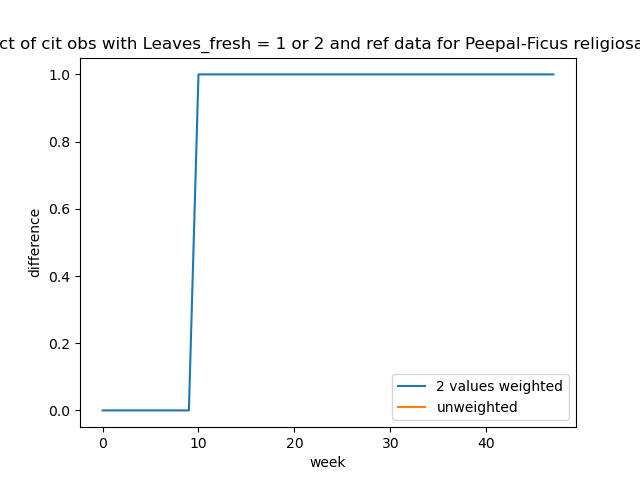 ct of cit obs with Leaves_fresh = 1 or 2 and ref data for Peepal-Ficus religiosa
1.0
0.8
0.6
0.4
0.2
0.0
difference
0
10
20
30
40
week
2 values weighted
unweighted